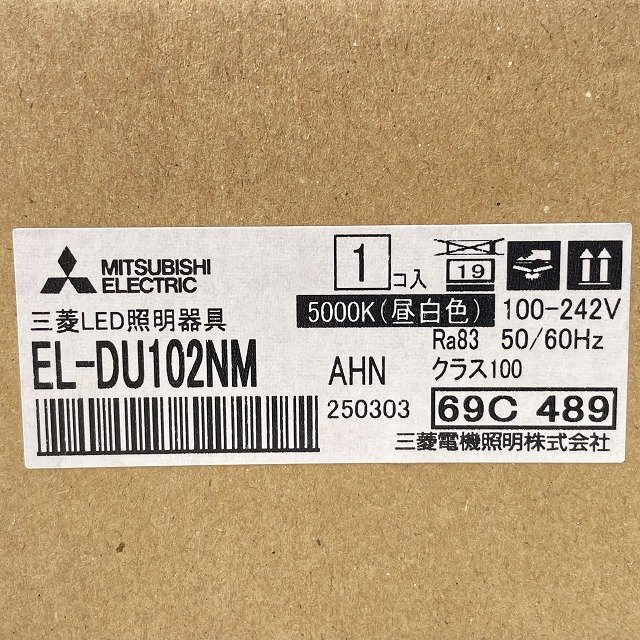 MITSUBISHI
ELECTRIC
1
コ入
19
三菱LED照明器具
5000K(昼白色)
100-242V
Ra83 50/60Hz
EL-DU102NM
AHN
クラス100
250303
69C 489
三菱電機照明株式会社